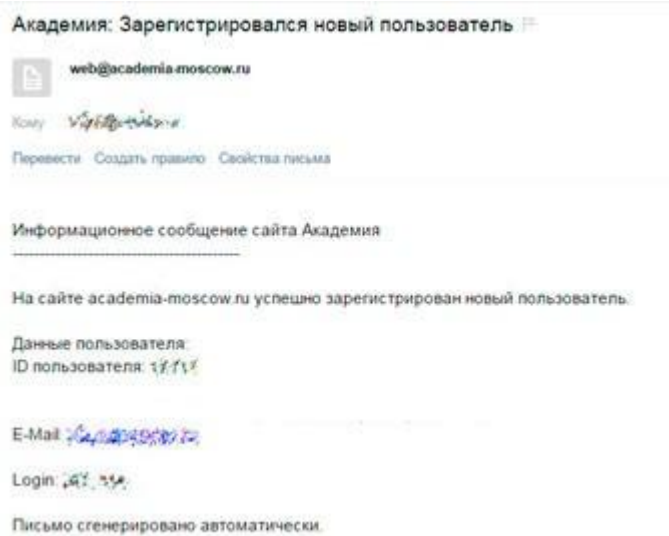 Академия: Зарегистрировался новый пользователь
web@academia-moscow.ru
Кому
Перевести Создать правило Свойства письма
Информационное сообщение сайта Академия
----------------------------------------------
На сайте academia-moscow.ru успешно зарегистрирован новый пользователь.
Данные пользователя:
ID пользователя:
E-Mail:
Login:
Письмо сгенерировано автоматически.